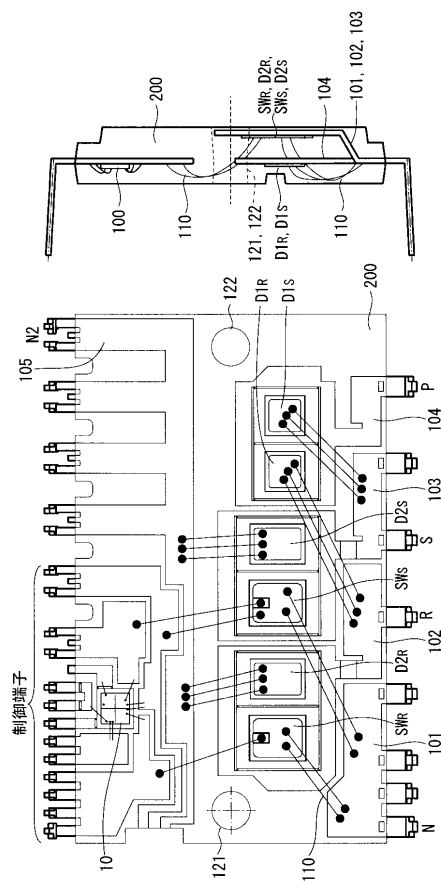 200
SWR, D2R,
SWS, D2S
104
101, 102, 103
100
110
121, 122
D1R, D1S
110
N2
105
122
D1R
D1S
200
制御端子
10
121
110
D2S
SWS
D2R
SWR
N
101
R
102
S
103
P
104